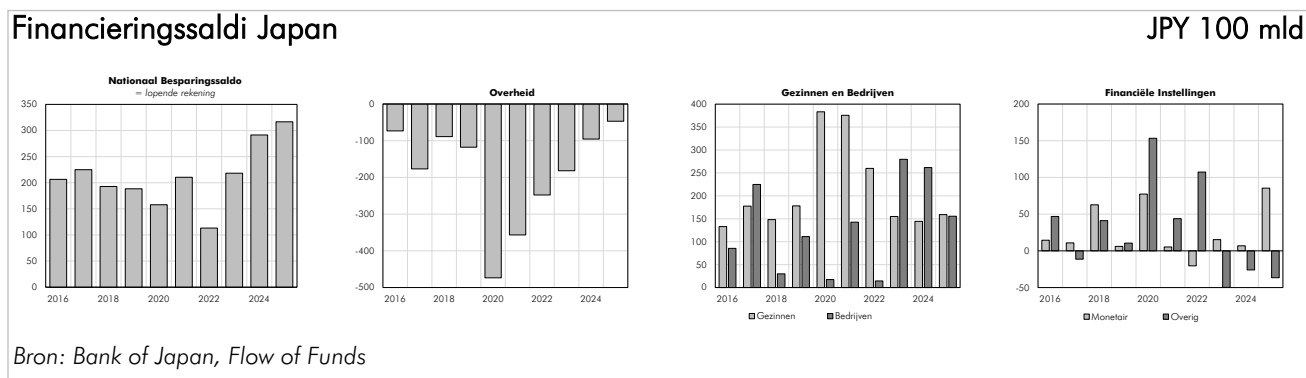 Financieringssaldi Japan JPY 100 mld
Nationaal Besparingssaldo
= lopende rekening
350
300
250
200
150
100
50
0
2016 2018 2020 2022 2024
Overheid
0
-100
-200
-300
-400
-500
2016 2018 2020 2022 2024
Gezinnen en Bedrijven
400
350
300
250
200
150
100
50
0
2016 2018 2020 2022 2024
Gezinnen Bedrijven
Financiële Instellingen
200
150
100
50
0
-50
2016 2018 2020 2022 2024
Monetair Overig
Bron: Bank of Japan, Flow of Funds